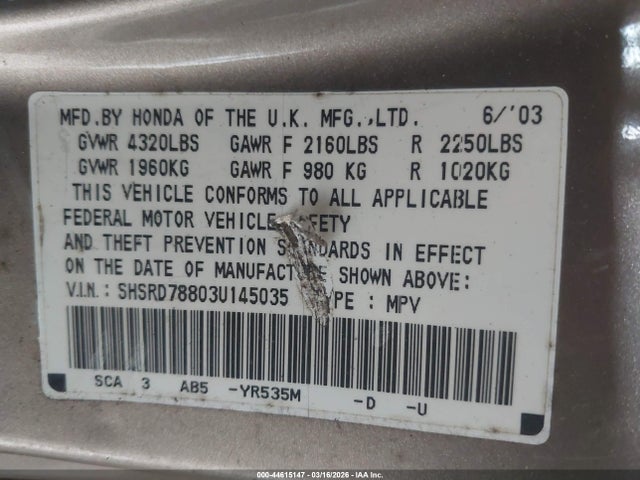 MFD.BY HONDA OF THE U.K. MFG.,LTD. 6/'03
GVWR 4320LBS GAWR F 2160LBS R 2250LBS
GVWR 1960KG GAWR F 980 KG R 1020KG
THIS VEHICLE CONFORMS TO ALL APPLICABLE
FEDERAL MOTOR VEHICLE
AND THEFT PREVENTION IN EFFECT
ON THE DATE OF MANUFACTURE SHOWN ABOVE:
V.I.N.: SHSRD78803U145035 : MPV
SCA 3 AB5 -YR535M -D -U
000-44615147 - 03/16/2026 - IAA Inc.